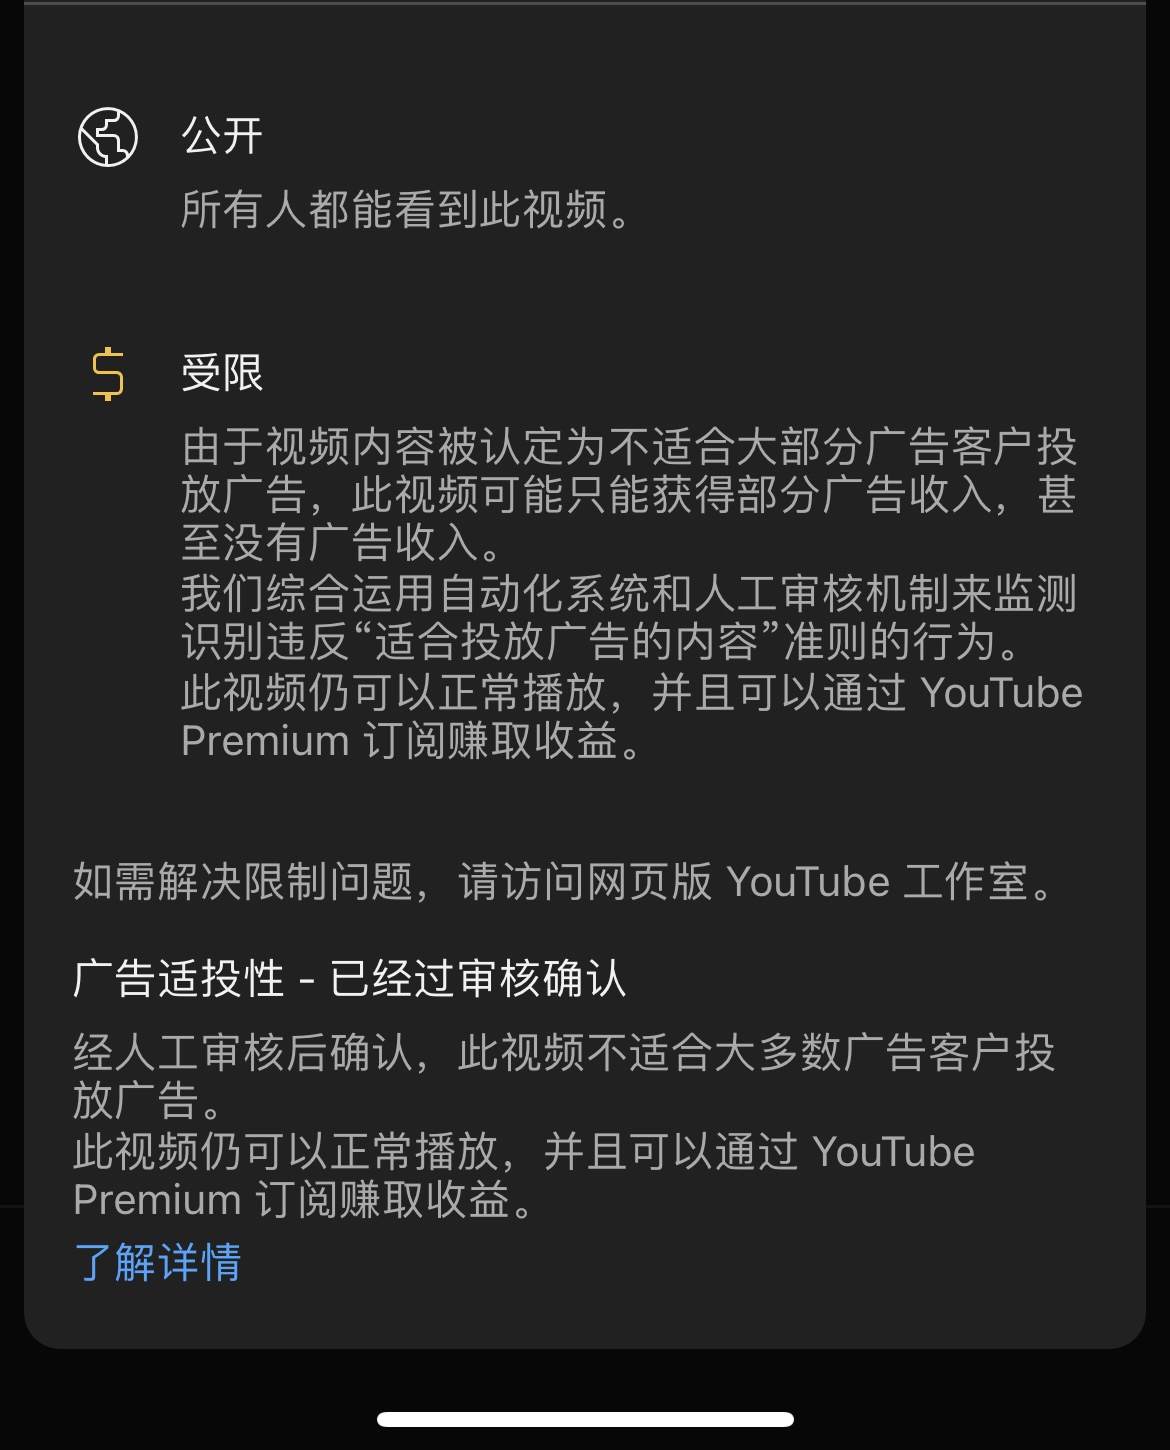 公开
所有人都能看到此视频。
受限
由于视频内容被认定为不适合大部分广告客户投
放广告，此视频可能只能获得部分广告收入，甚
至没有广告收入。
我们综合运用自动化系统和人工审核机制来监测
识别违反“适合投放广告的内容”准则的行为。
此视频仍可以正常播放，并且可以通过 YouTube
Premium 订阅赚取收益。
如需解决限制问题，请访问网页版 YouTube 工作室。
广告适投性 - 已经过审核确认
经人工审核后确认，此视频不适合大多数广告客户投
放广告。
此视频仍可以正常播放，并且可以通过 YouTube
Premium 订阅赚取收益。
了解详情